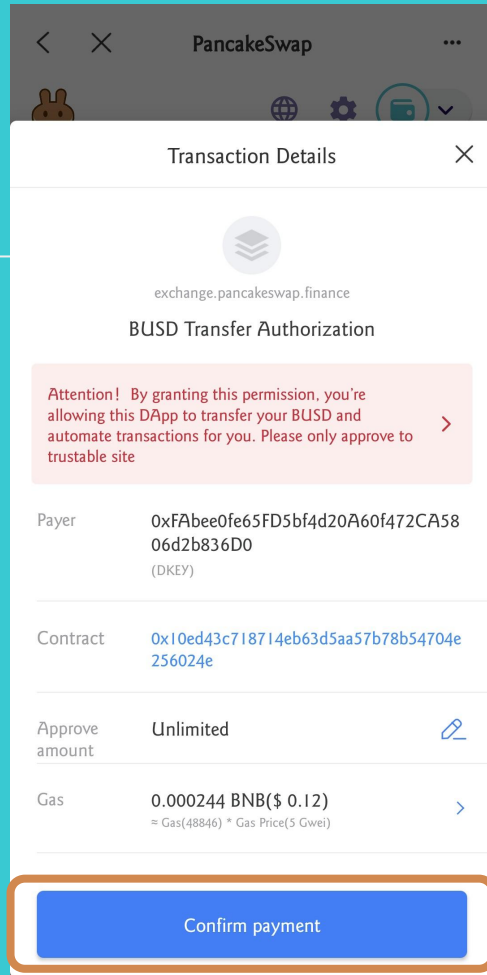 PancakeSwap
Transaction Details
exchange.pancakeswap.finance
BUSD Transfer Authorization
Attention! By granting this permission, you're
allowing this DApp to transfer your BUSD and
automate transactions for you. Please only approve to
trustable site
Payer
0xFAbee0fe65FD5bf4d20A60f472CA58
06d2b836D0
(DKEY)
Contract
0x10ed43c718714eb63d5aa57b78b54704e
256024e
Approve
amount
Unlimited
Gas
0.000244 BNB($ 0.12)
≈ Gas(48846) * Gas Price(5 Gwei)
Confirm payment